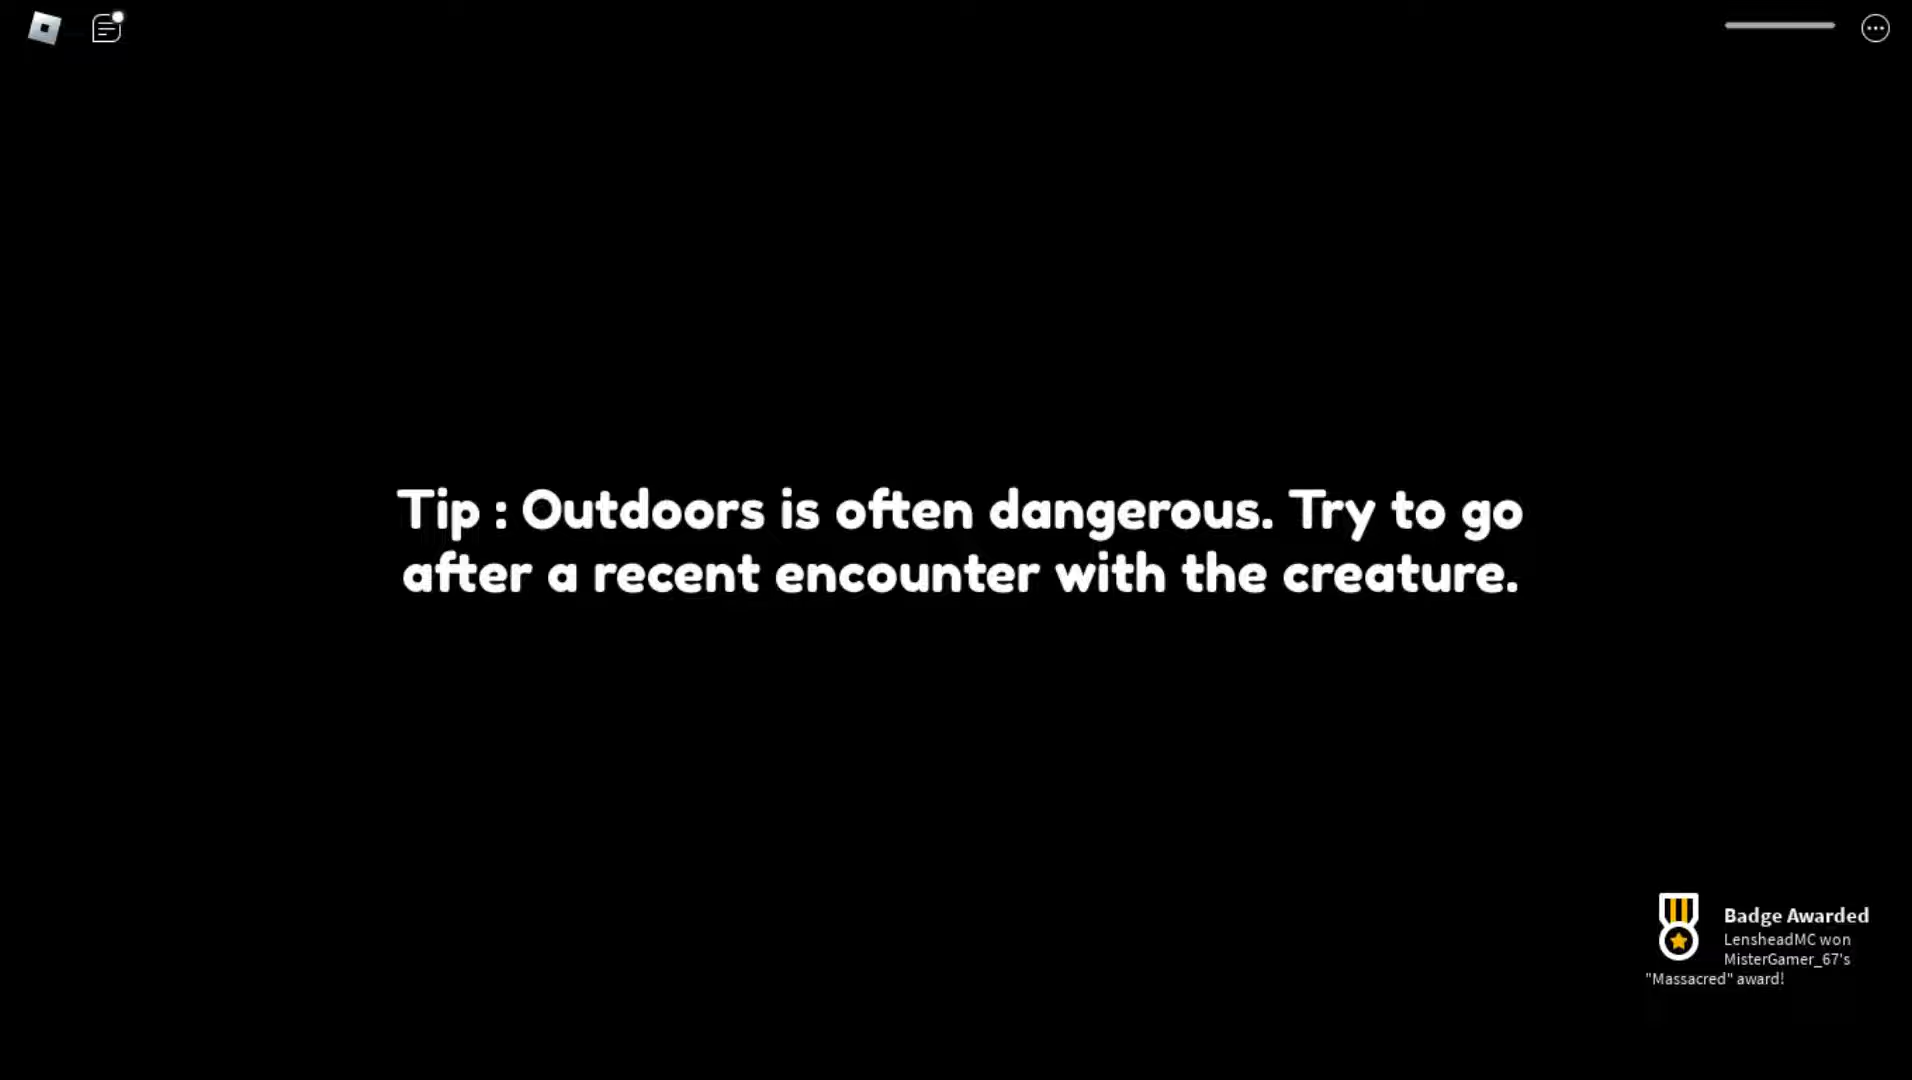 Tip : Outdoors is often dangerous. Try to go
after a recent encounter with the creature.
Badge Awarded
LensheadMC won
MisterGamer_67's
"Massacred" award!